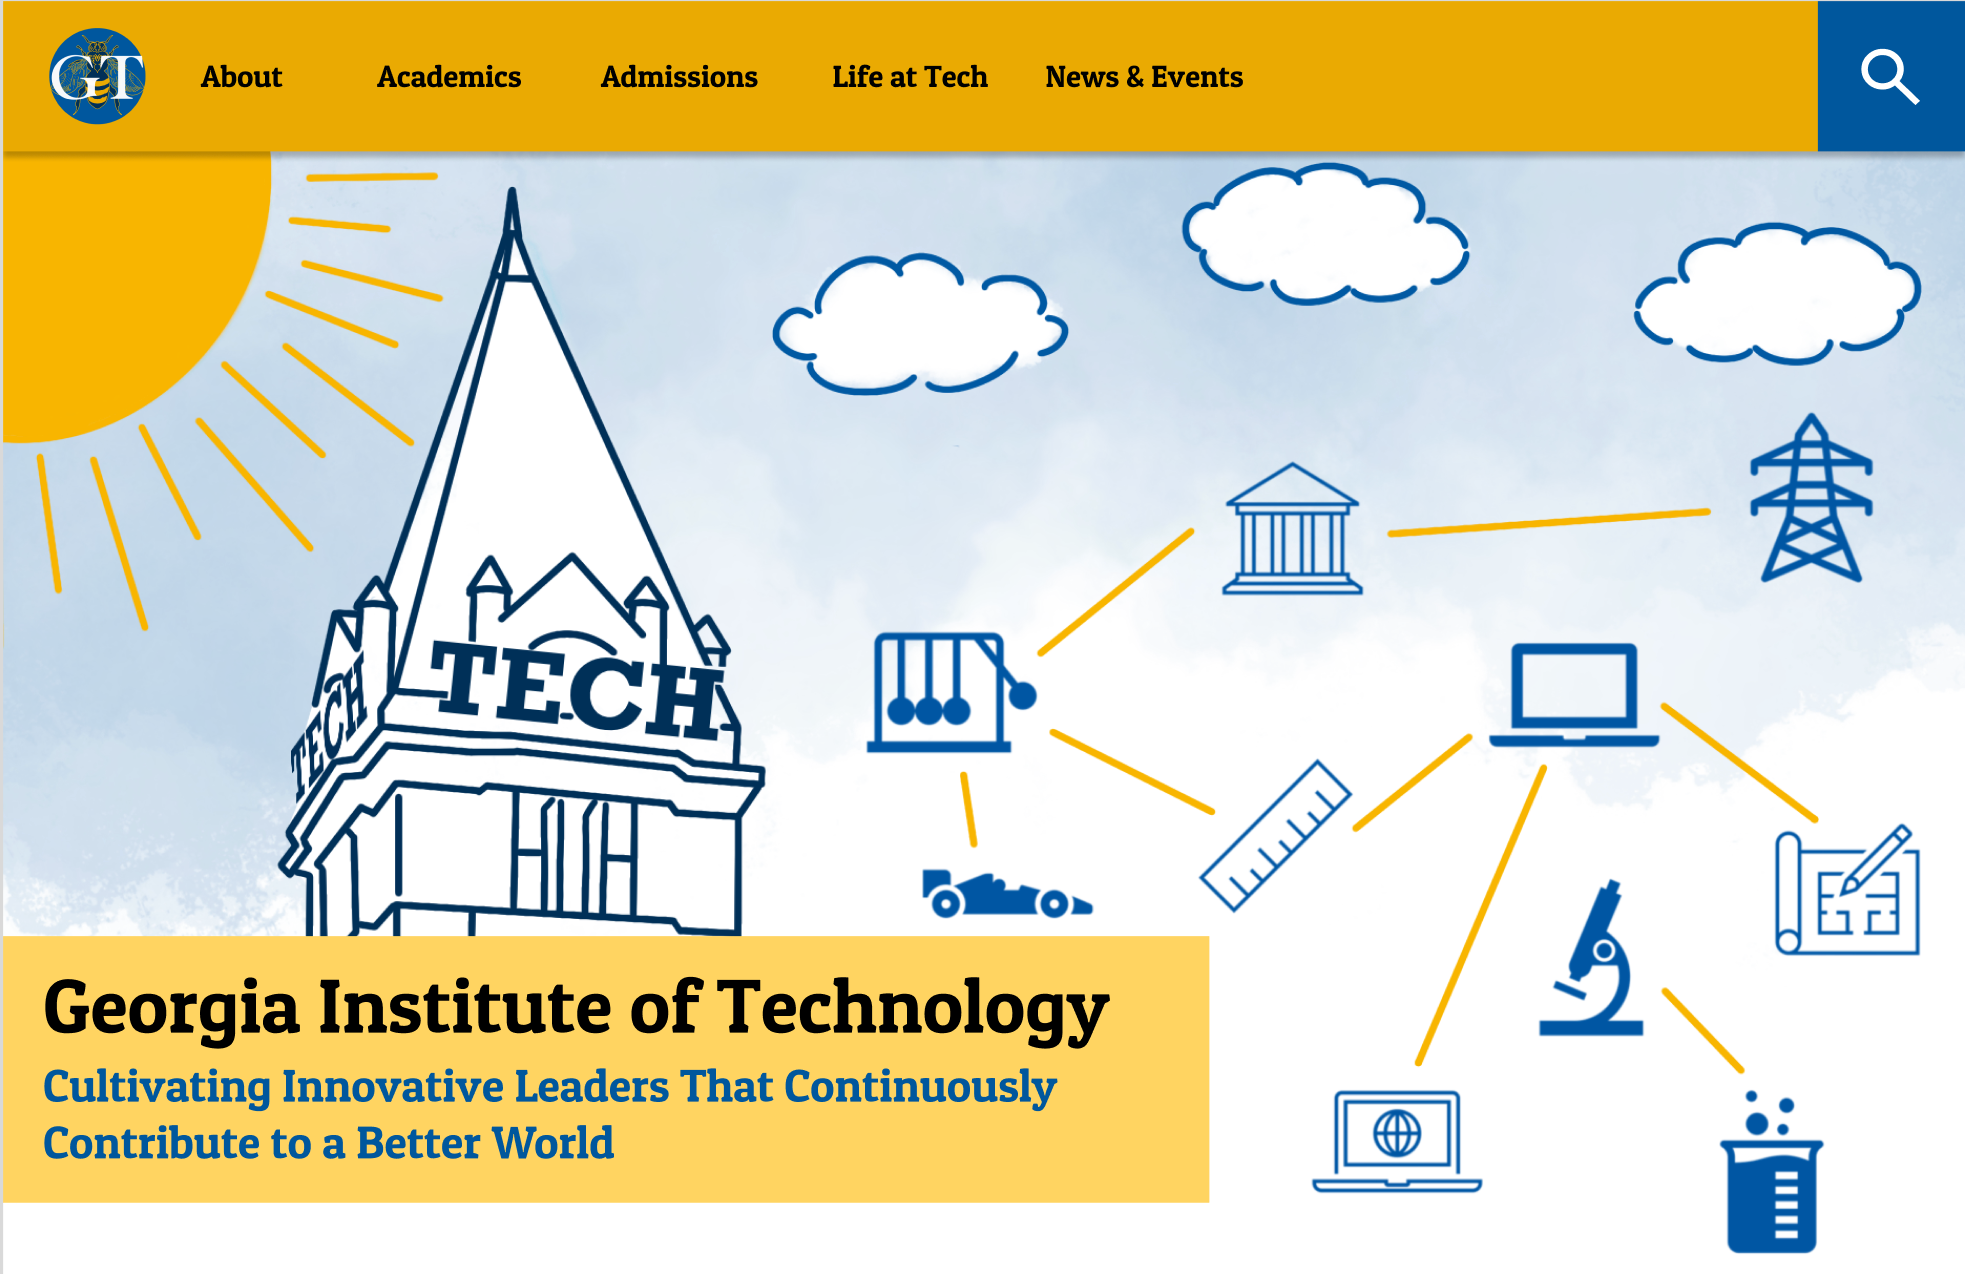 GT
About
Academics
Admissions
Life at Tech
News & Events
TECH
TECH
Georgia Institute of Technology
Cultivating Innovative Leaders That Continuously
Contribute to a Better World